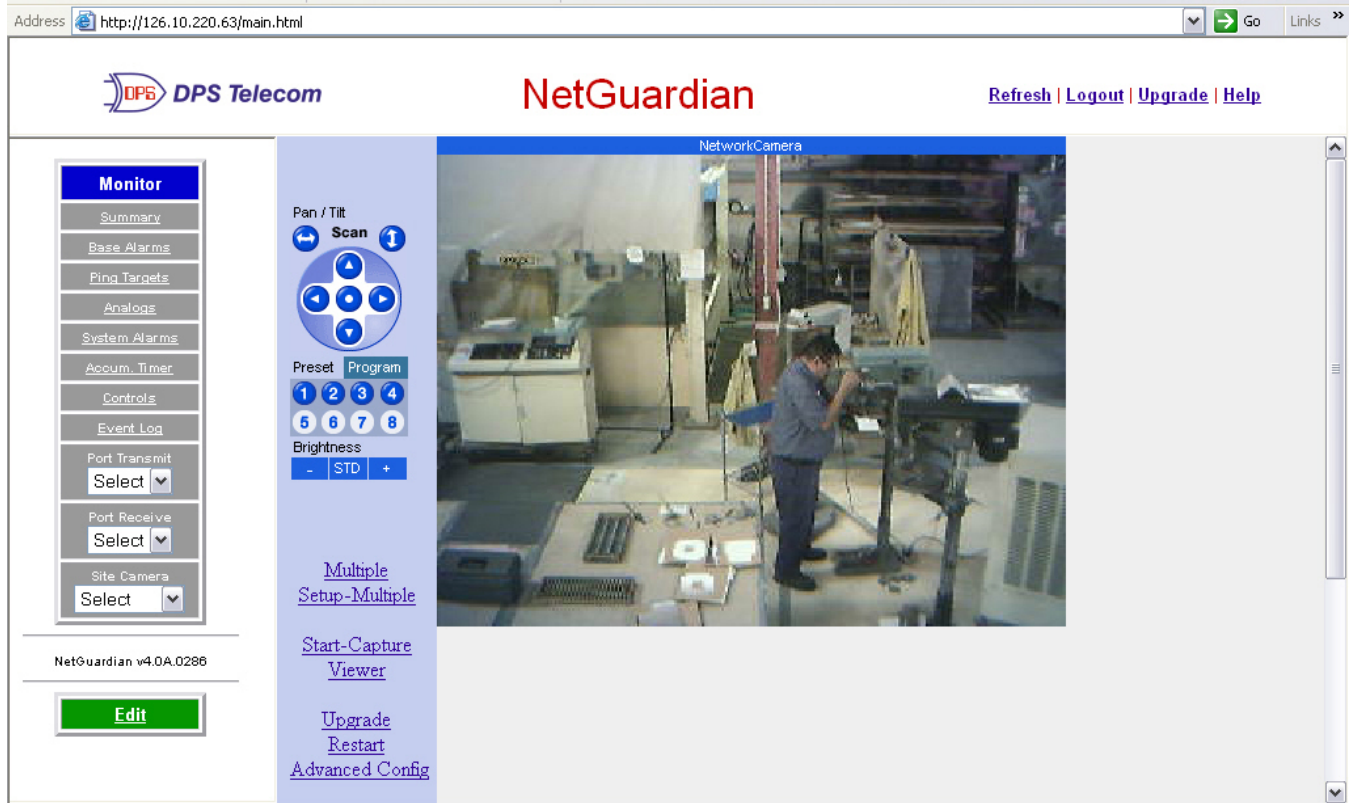 Address http://126.10.220.63/main.html Go Links »
DPS DPS Telecom
NetGuardian
Refresh | Logout | Upgrade | Help
Monitor
Summary
Base Alarms
Ping Targets
Analogs
System Alarms
Accum. Timer
Controls
Event Log
Port Transmit
Select
Port Receive
Select
Site Camera
Select
NetGuardian v4.0A.0286
Edit
Pan / Tilt
Scan
Preset Program
1 2 3 4
5 6 7 8
Brightness
- STD +
Multiple
Setup-Multiple
Start-Capture
Viewer
Upgrade
Restart
Advanced Config
NetworkCamera